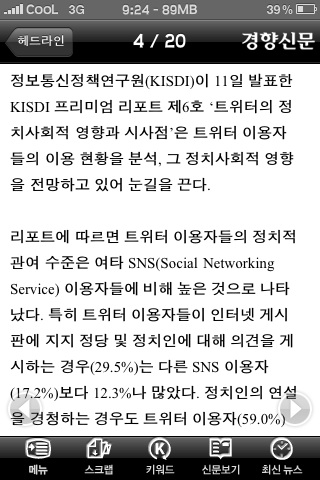 CooL 3G 9:24 - 89MB 39%
헤드라인 4 / 20 경향신문
정보통신정책연구원(KISDI)이 11일 발표한
KISDI 프리미엄 리포트 제6호 ‘트위터의 정
치사회적 영향과 시사점’은 트위터 이용자
들의 이용 현황을 분석, 그 정치사회적 영향
을 전망하고 있어 눈길을 끈다.
리포트에 따르면 트위터 이용자들의 정치적
관여 수준은 여타 SNS(Social Networking
Service) 이용자들에 비해 높은 것으로 나타
났다. 특히 트위터 이용자들이 인터넷 게시
판에 지지 정당 및 정치인에 대해 의견을 게
시하는 경우(29.5%)는 다른 SNS 이용자
(17.2%)보다 12.3%나 많았다. 정치인의 연설
을 경청하는 경우도 트위터 이용자(59.0%)
메뉴 스크랩 키워드 신문보기 최신 뉴스